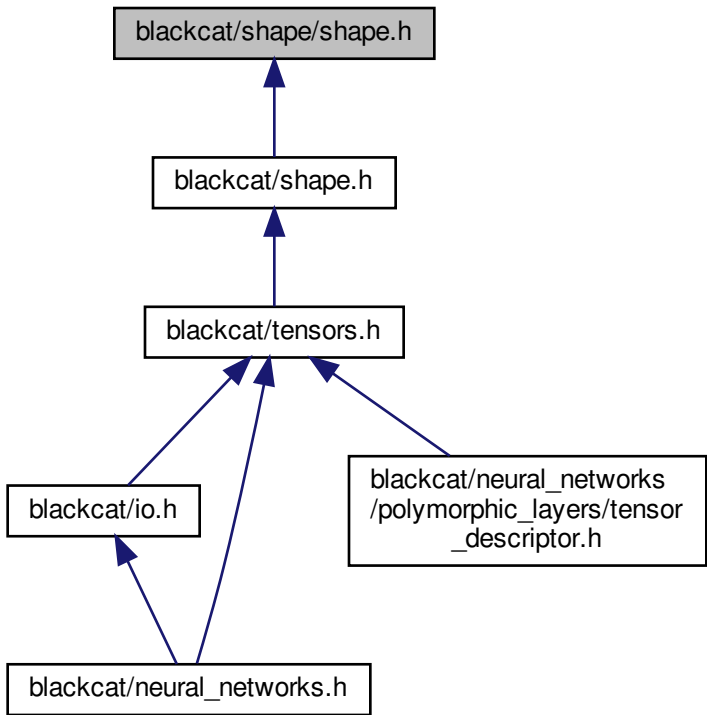 blackcat/shape/shape.h
blackcat/shape.h
blackcat/tensors.h
blackcat/io.h
blackcat/neural_networks
/polymorphic_layers/tensor
_descriptor.h
blackcat/neural_networks.h